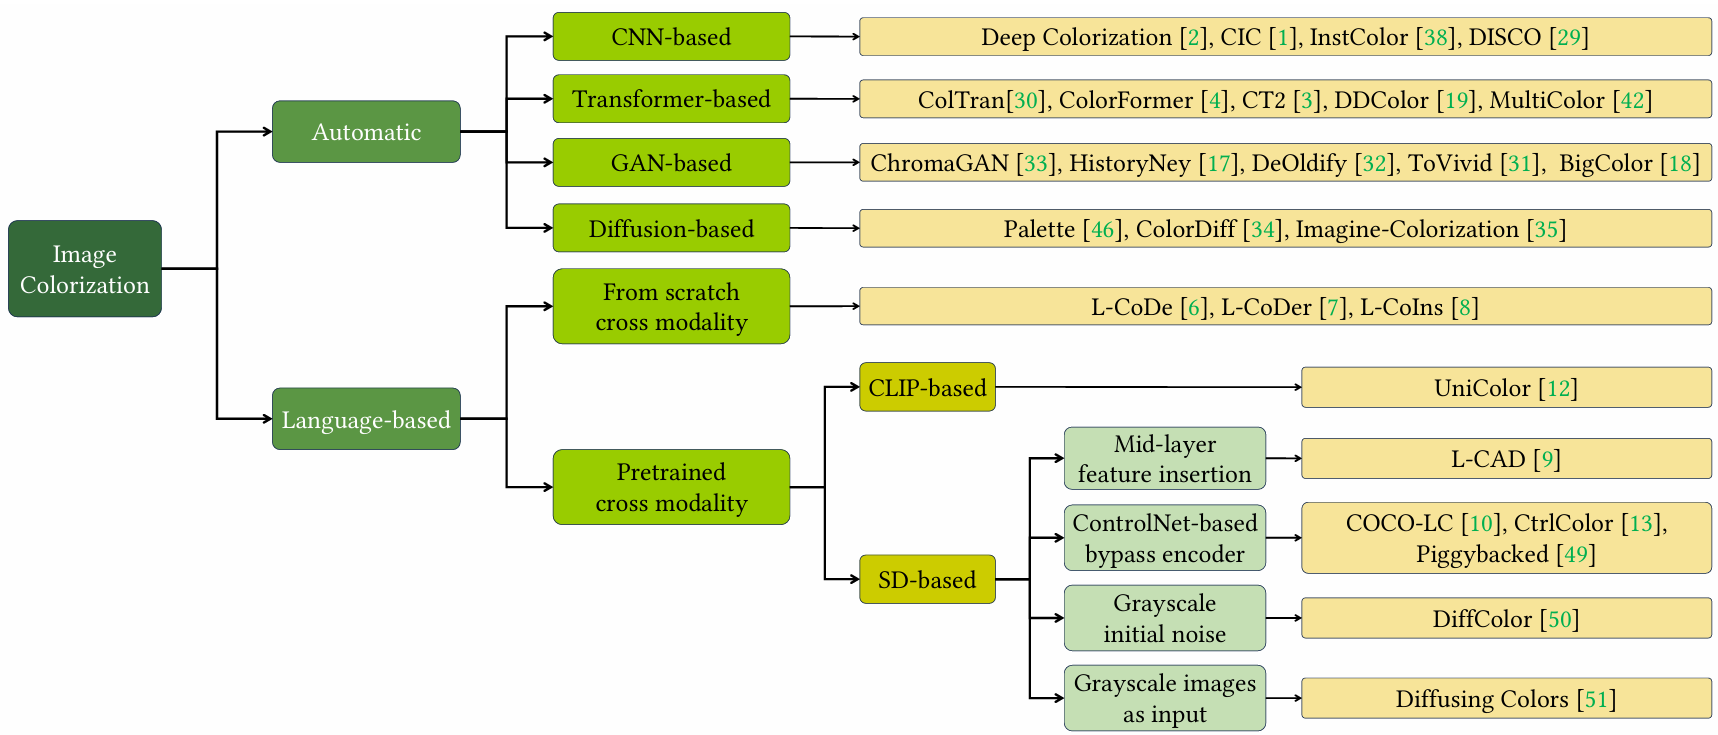 Image
Colorization
Automatic
CNN-based
Deep Colorization [2], CIC [1], InstColor [38], DISCO [29]
Transformer-based
ColTran[30], ColorFormer [4], CT2 [3], DDColor [19], MultiColor [42]
GAN-based
ChromaGAN [33], HistoryNey [17], DeOldify [32], ToVivid [31], BigColor [18]
Diffusion-based
Palette [46], ColorDiff [34], Imagine-Colorization [35]
Language-based
From scratch
cross modality
L-CoDe [6], L-CoDer [7], L-CoIns [8]
Pretrained
cross modality
CLIP-based
UniColor [12]
SD-based
Mid-layer
feature insertion
L-CAD [9]
ControlNet-based
bypass encoder
COCO-LC [10], CtrlColor [13],
Piggybacked [49]
Grayscale
initial noise
DiffColor [50]
Grayscale images
as input
Diffusing Colors [51]